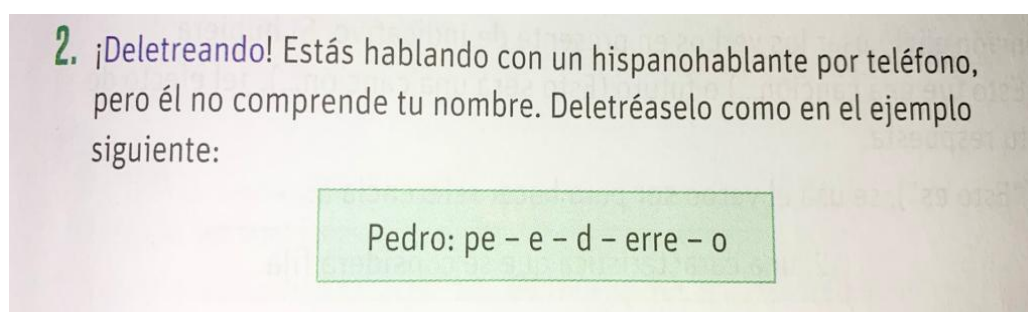 2. ¡Deletreando! Estás hablando con un hispanohablante por teléfono,
pero él no comprende tu nombre. Deletréaselo como en el ejemplo
siguiente:
Pedro: pe – e – d – erre – o